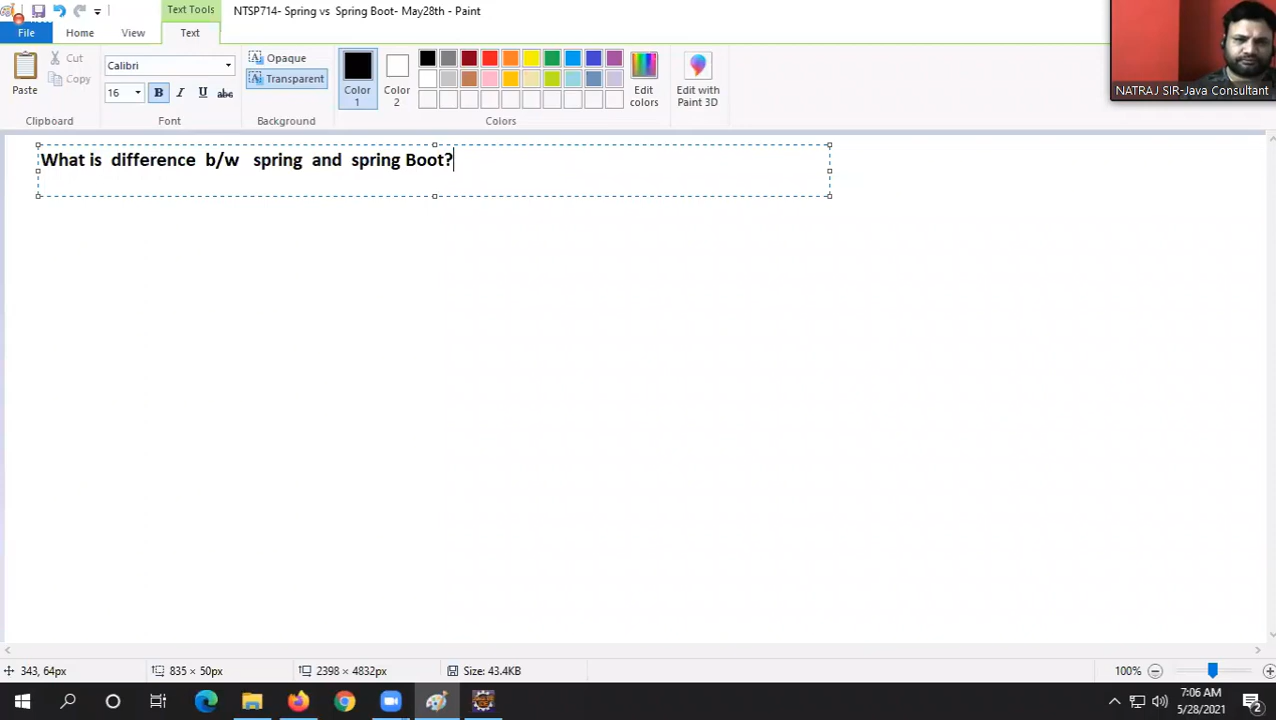 Text Tools
NTSP714- Spring vs  Spring Boot- May28th - Paint
File
Home
View
Text
Paste
Cut
Copy
Clipboard
Calibri
16
B
I
U
abc
Font
Opaque
Transparent
Background
Color 1
Color 2
Edit colors
Edit with Paint 3D
Colors
NATRAJ SIR-Java Consultant
What is  difference  b/w   spring  and  spring Boot?
343, 64px
835 × 50px
2398 × 4832px
Size: 43.4KB
100%
7:06 AM
5/28/2021
2